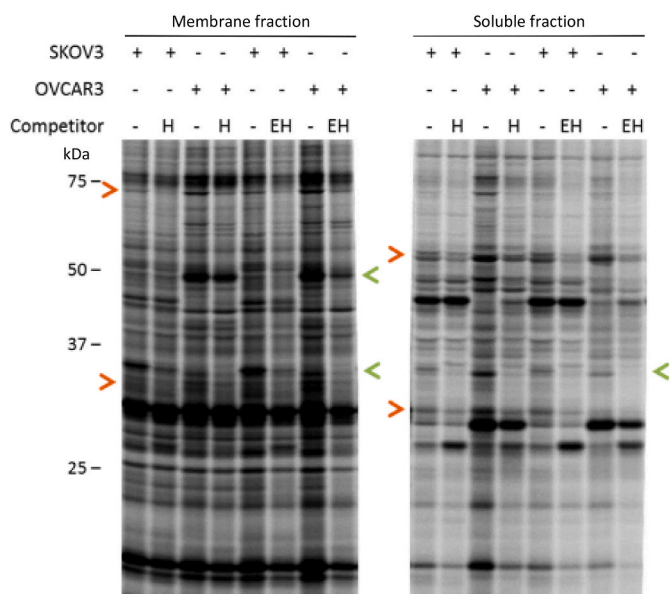 Membrane fraction Soluble fraction
SKOV3 + + - - + + - - + + - - + + - -
OVCAR3 - - + + - - + + - - + + - - + +
Competitor - H - H - EH - EH - H - H - EH - EH
kDa
75
50
37
25